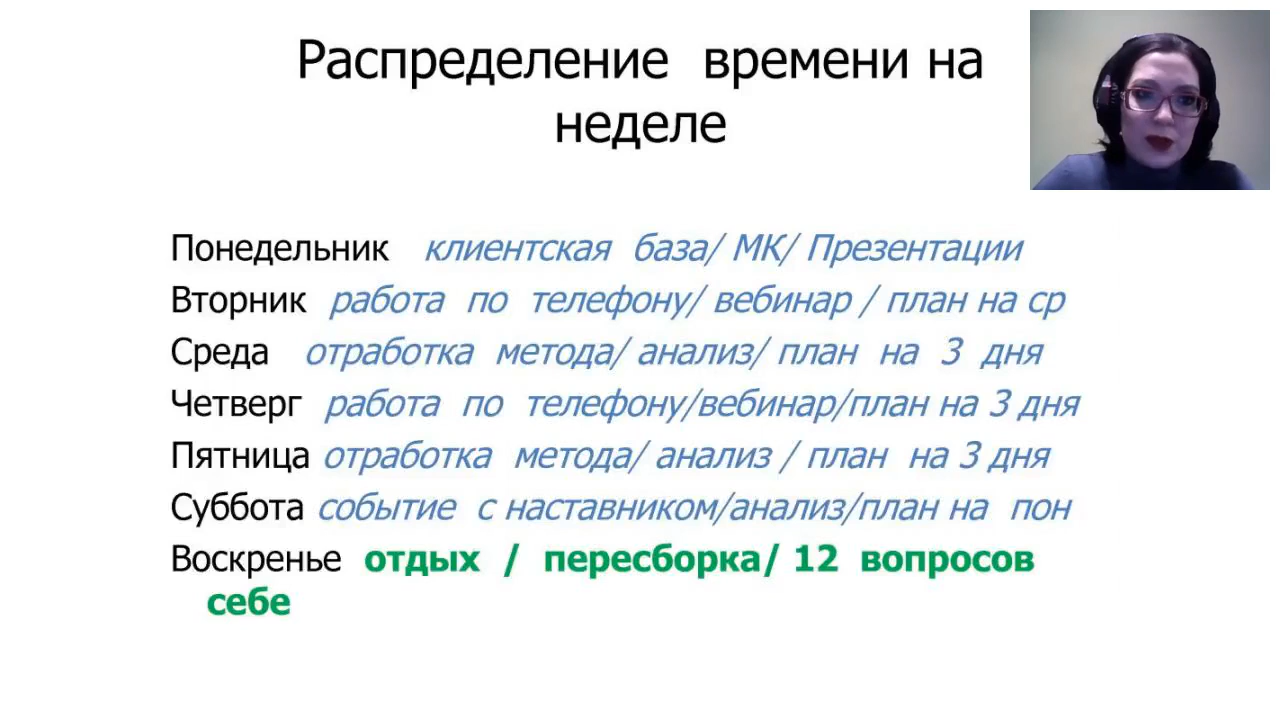 Распределение времени на
неделе
Понедельник клиентская база/ МК/ Презентации
Вторник работа по телефону/ вебинар / план на ср
Среда отработка метода/ анализ/ план на 3 дня
Четверг работа по телефону/вебинар/план на 3 дня
Пятница отработка метода/ анализ / план на 3 дня
Суббота событие с наставником/анализ/план на пон
Воскренье отдых / пересборка/ 12 вопросов
себе